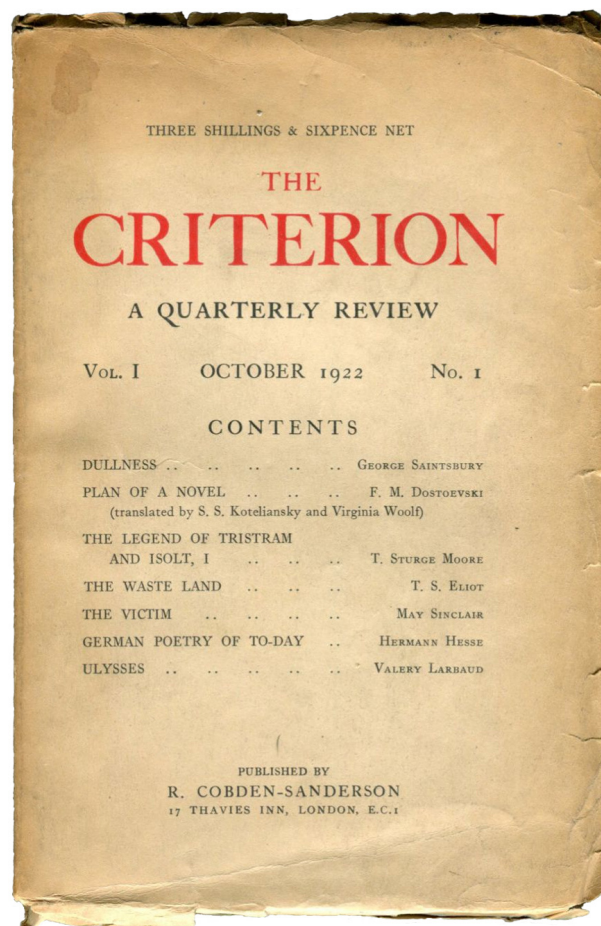 THREE SHILLINGS & SIXPENCE NET
THE
CRITERION
A QUARTERLY REVIEW
VOL. I OCTOBER 1922 NO. 1
CONTENTS
DULLNESS .. .. .. .. .. GEORGE SAINTSBURY
PLAN OF A NOVEL .. .. .. F. M. DOSTOEVSKI
(translated by S. S. Koteliansky and Virginia Woolf)
THE LEGEND OF TRISTRAM
AND ISOLT, I .. .. .. T. STURGE MOORE
THE WASTE LAND .. .. .. T. S. ELIOT
THE VICTIM .. .. .. .. MAY SINCLAIR
GERMAN POETRY OF TO-DAY .. HERMANN HESSE
ULYSSES .. .. .. .. .. VALERY LARBAUD
PUBLISHED BY
R. COBDEN-SANDERSON
17 THAVIES INN, LONDON, E.C.1